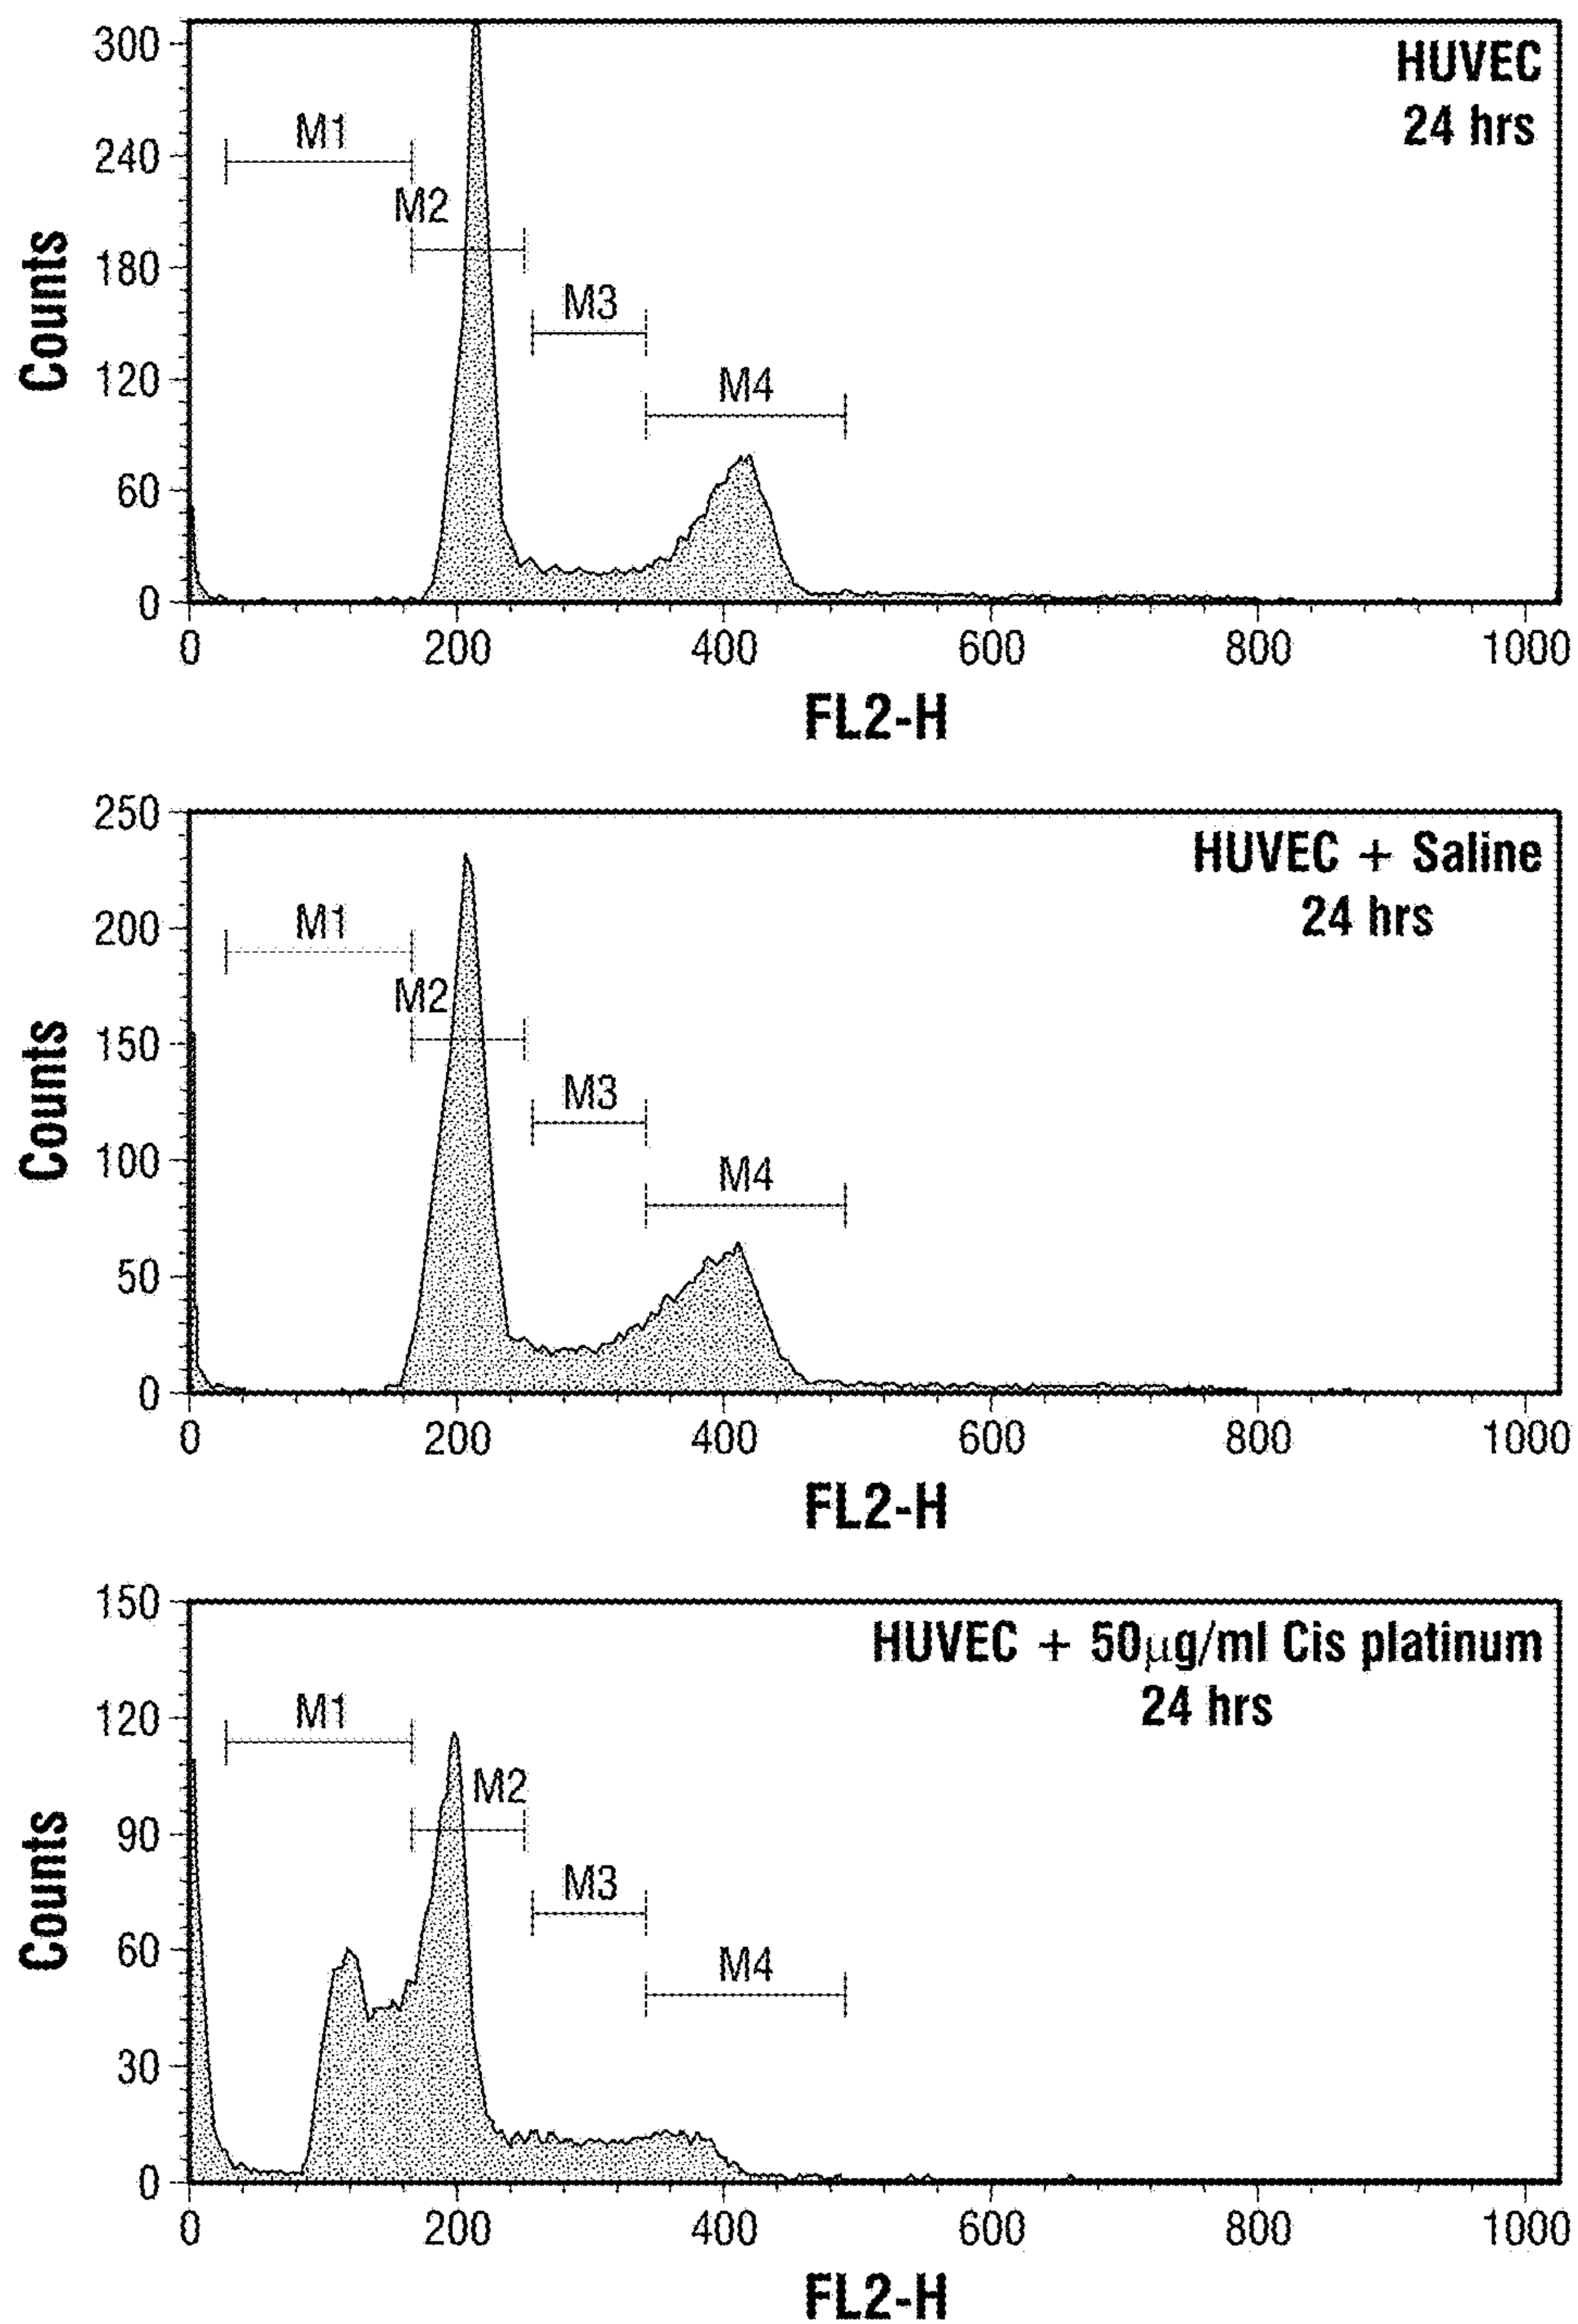 HUVEC
24 hrs
Counts
300
240
180
120
60
0
M1
M2
M3
M4
0 200 400 600 800 1000
FL2-H
HUVEC + Saline
24 hrs
Counts
250
200
150
100
50
0
M1
M2
M3
M4
0 200 400 600 800 1000
FL2-H
HUVEC + 50µg/ml Cis platinum
24 hrs
Counts
150
120
90
60
30
0
M1
M2
M3
M4
0 200 400 600 800 1000
FL2-H